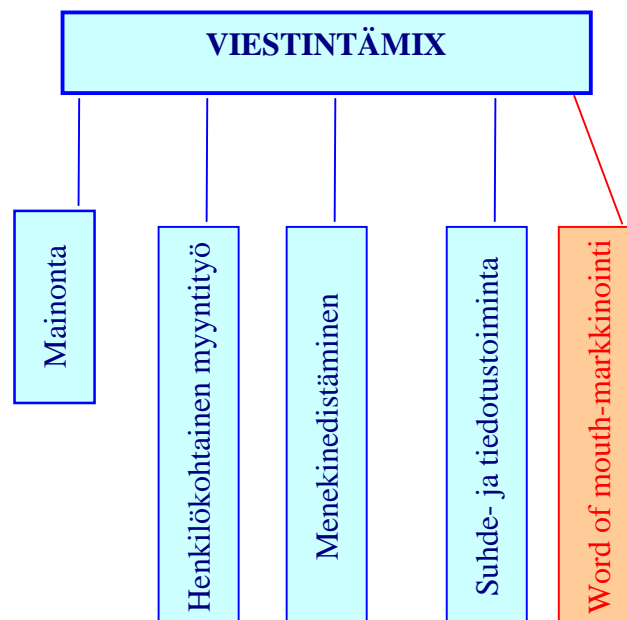 VIESTINTÄMIX
Mainonta
Henkilökohtainen myyntityö
Menekinedistäminen
Suhde- ja tiedotustoiminta
Word of mouth-markkinointi